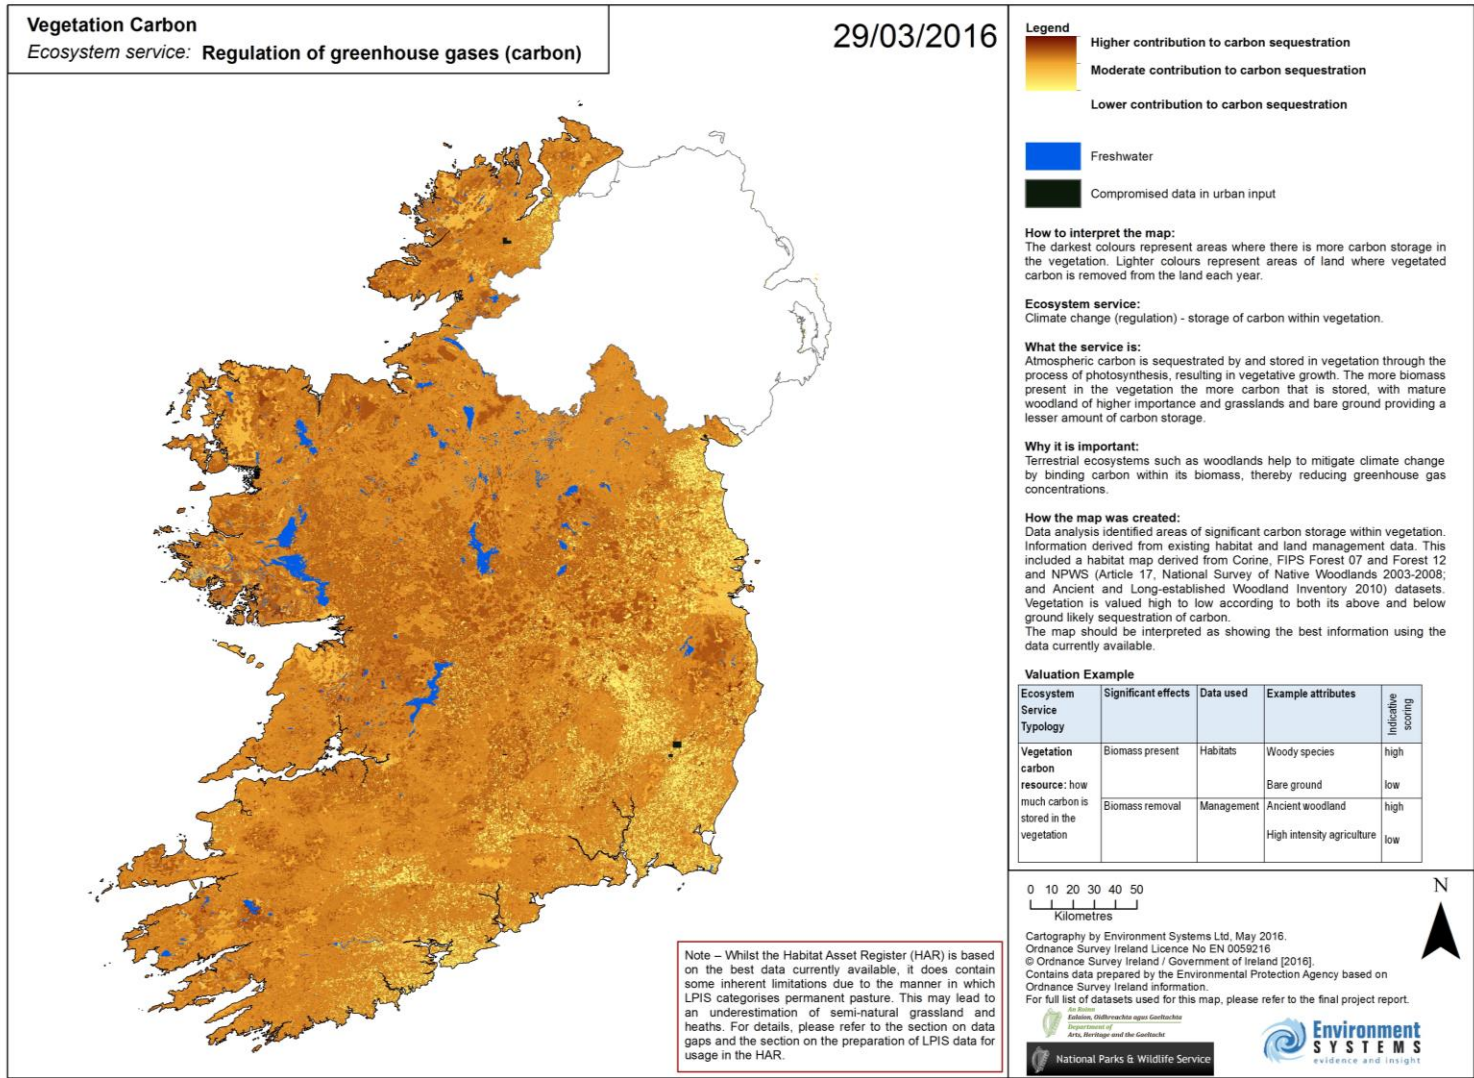 Vegetation Carbon
Ecosystem service: Regulation of greenhouse gases (carbon)
29/03/2016
Legend
Higher contribution to carbon sequestration
Moderate contribution to carbon sequestration
Lower contribution to carbon sequestration
Freshwater
Compromised data in urban input
How to interpret the map:
The darkest colours represent areas where there is more carbon storage in
the vegetation. Lighter colours represent areas of land where vegetated
carbon is removed from the land each year.
Ecosystem service:
Climate change (regulation) - storage of carbon within vegetation.
What the service is:
Atmospheric carbon is sequestrated by and stored in vegetation through the
process of photosynthesis, resulting in vegetative growth. The more biomass
present in the vegetation the more carbon that is stored, with mature
woodland of higher importance and grasslands and bare ground providing a
lesser amount of carbon storage.
Why it is important:
Terrestrial ecosystems such as woodlands help to mitigate climate change
by binding carbon within its biomass, thereby reducing greenhouse gas
concentrations.
How the map was created:
Data analysis identified areas of significant carbon storage within vegetation.
Information derived from existing habitat and land management data. This
included a habitat map derived from Corine, FIPS Forest 07 and Forest 12
and NPWS (Article 17, National Survey of Native Woodlands 2003-2008;
and Ancient and Long-established Woodland Inventory 2010) datasets.
Vegetation is valued high to low according to both its above and below
ground likely sequestration of carbon.
The map should be interpreted as showing the best information using the
data currently available.
Valuation Example
Ecosystem Service Typology
Significant effects
Data used
Example attributes
Indicative scoring
Vegetation carbon resource: how much carbon is stored in the vegetation
Biomass present
Habitats
Woody species
high
Bare ground
low
Biomass removal
Management
Ancient woodland
high
High intensity agriculture
low
0 10 20 30 40 50
Kilometres
N
Cartography by Environment Systems Ltd, May 2016.
Ordnance Survey Ireland Licence No EN 0059216
© Ordnance Survey Ireland / Government of Ireland [2016].
Contains data prepared by the Environmental Protection Agency based on
Ordnance Survey Ireland information.
For full list of datasets used for this map, please refer to the final project report.
An Roinn
Ealaíon, Oidhreachta agus Gaeltachta
Department of
Arts, Heritage and the Gaeltacht
National Parks & Wildlife Service
Environment
SYSTEMS
evidence and insight
Note – Whilst the Habitat Asset Register (HAR) is based
on the best data currently available, it does contain
some inherent limitations due to the manner in which
LPIS categorises permanent pasture. This may lead to
an underestimation of semi-natural grassland and
heaths. For details, please refer to the section on data
gaps and the section on the preparation of LPIS data for
usage in the HAR.